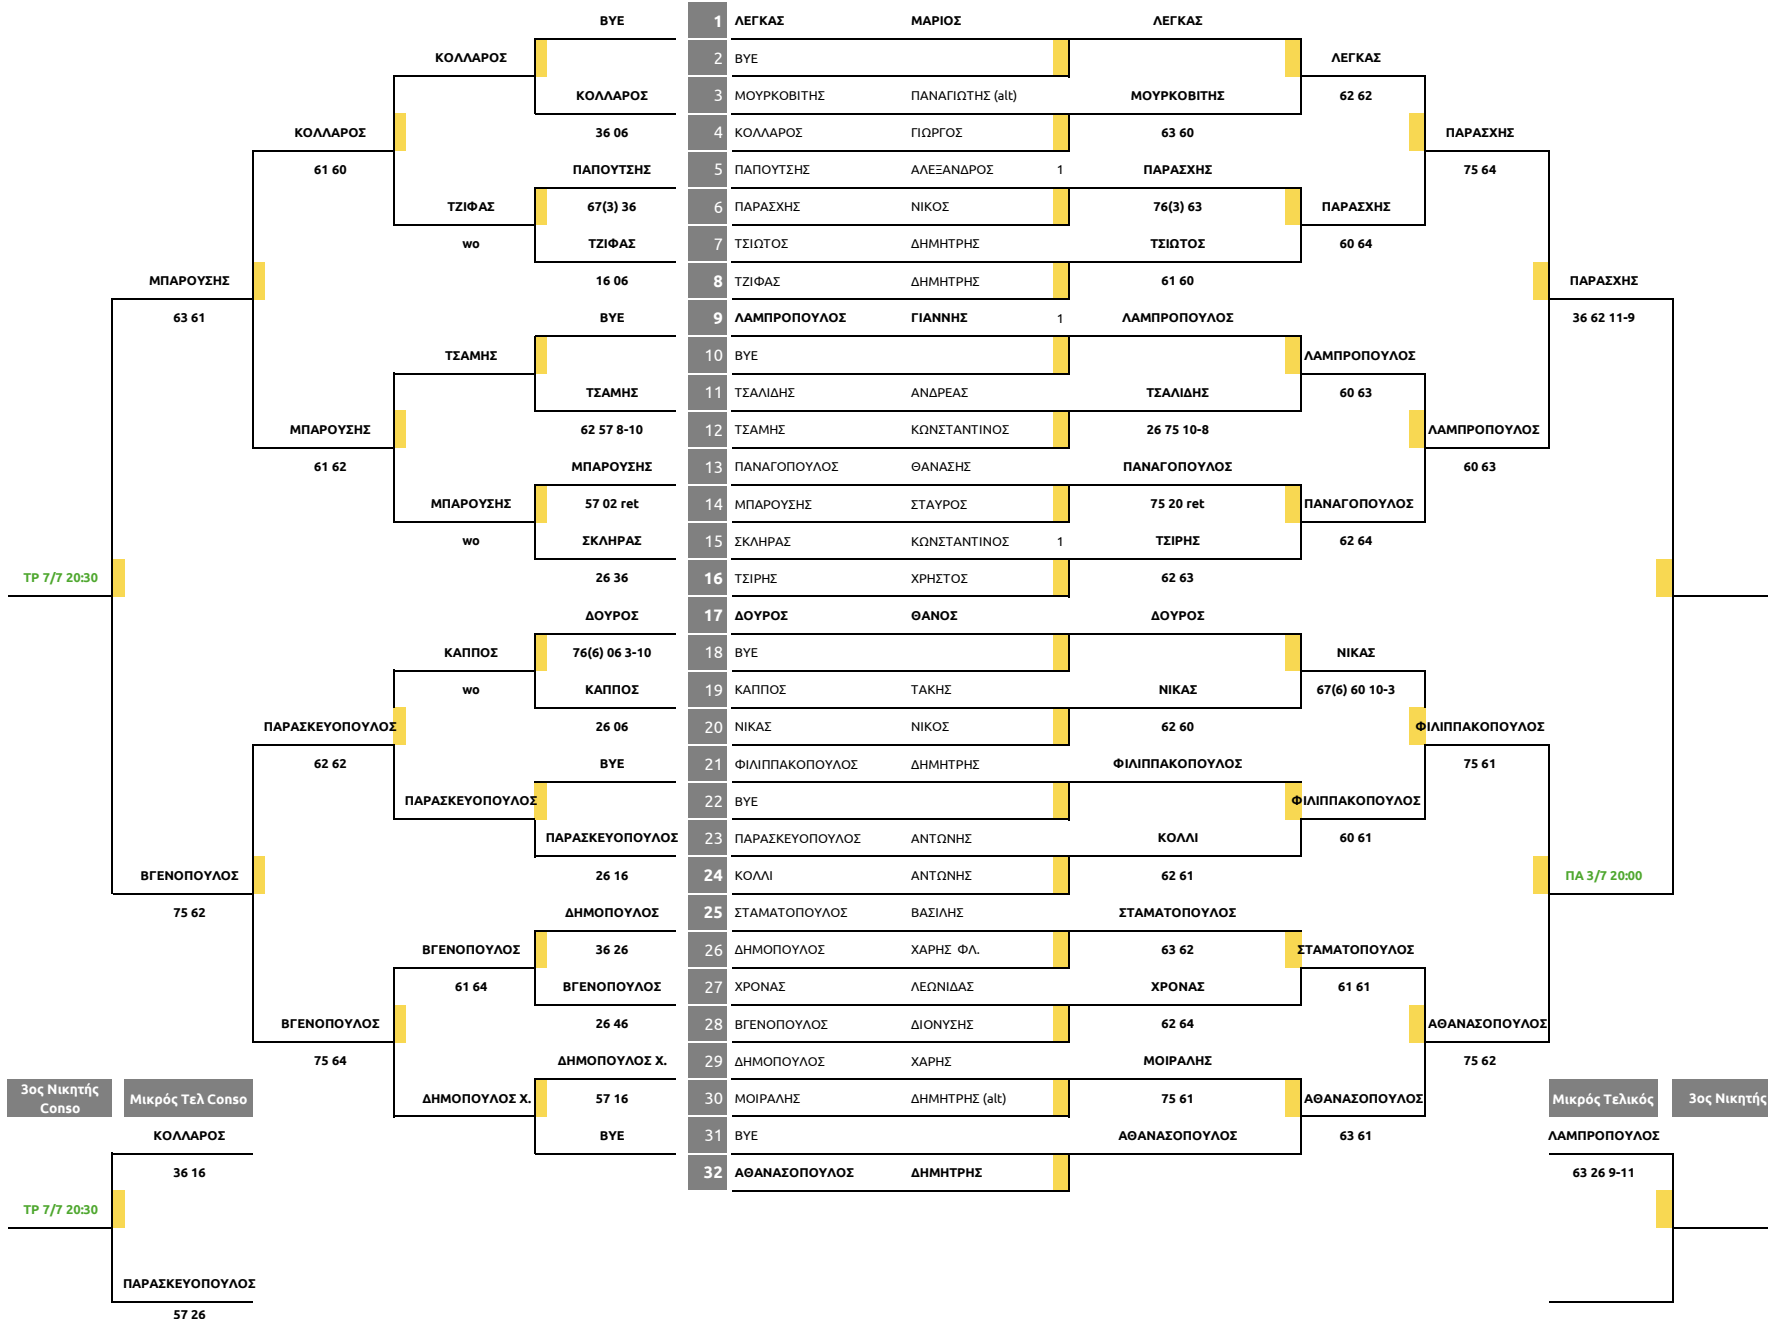 BYE 1 ΛΕΓΚΑΣ ΜΑΡΙΟΣ ΛΕΓΚΑΣ
ΚΟΛΛΑΡΟΣ 2 BYE ΛΕΓΚΑΣ
ΚΟΛΛΑΡΟΣ 3 ΜΟΥΡΚΟΒΙΤΗΣ ΠΑΝΑΓΙΩΤΗΣ (alt) ΜΟΥΡΚΟΒΙΤΗΣ 62 62
ΚΟΛΛΑΡΟΣ 36 06 4 ΚΟΛΛΑΡΟΣ ΓΙΩΡΓΟΣ 63 60 ΠΑΡΑΣΧΗΣ
61 60 ΠΑΠΟΥΤΣΗΣ 5 ΠΑΠΟΥΤΣΗΣ ΑΛΕΞΑΝΔΡΟΣ 1 ΠΑΡΑΣΧΗΣ 75 64
ΤΖΙΦΑΣ 67(3) 36 6 ΠΑΡΑΣΧΗΣ ΝΙΚΟΣ 76(3) 63 ΠΑΡΑΣΧΗΣ
wo ΤΖΙΦΑΣ 7 ΤΣΙΩΤΟΣ ΔΗΜΗΤΡΗΣ ΤΣΙΩΤΟΣ 60 64
ΜΠΑΡΟΥΣΗΣ 16 06 8 ΤΖΙΦΑΣ ΔΗΜΗΤΡΗΣ 61 60 ΠΑΡΑΣΧΗΣ
63 61 BYE 9 ΛΑΜΠΡΟΠΟΥΛΟΣ ΓΙΑΝΝΗΣ 1 ΛΑΜΠΡΟΠΟΥΛΟΣ 36 62 11-9
ΤΣΑΜΗΣ 10 BYE ΛΑΜΠΡΟΠΟΥΛΟΣ
ΤΣΑΜΗΣ 11 ΤΣΑΛΙΔΗΣ ΑΝΔΡΕΑΣ ΤΣΑΛΙΔΗΣ 60 63
ΜΠΑΡΟΥΣΗΣ 62 57 8-10 12 ΤΣΑΜΗΣ ΚΩΝΣΤΑΝΤΙΝΟΣ 26 75 10-8 ΛΑΜΠΡΟΠΟΥΛΟΣ
61 62 ΜΠΑΡΟΥΣΗΣ 13 ΠΑΝΑΓΟΠΟΥΛΟΣ ΘΑΝΑΣΗΣ ΠΑΝΑΓΟΠΟΥΛΟΣ 60 63
ΜΠΑΡΟΥΣΗΣ 57 02 ret 14 ΜΠΑΡΟΥΣΗΣ ΣΤΑΥΡΟΣ 75 20 ret ΠΑΝΑΓΟΠΟΥΛΟΣ
wo ΣΚΛΗΡΑΣ 15 ΣΚΛΗΡΑΣ ΚΩΝΣΤΑΝΤΙΝΟΣ 1 ΤΣΙΡΗΣ 62 64
ΤΡ 7/7 20:30 26 36 16 ΤΣΙΡΗΣ ΧΡΗΣΤΟΣ 62 63
ΔΟΥΡΟΣ 17 ΔΟΥΡΟΣ ΘΑΝΟΣ ΔΟΥΡΟΣ
ΚΑΠΠΟΣ 76(6) 06 3-10 18 BYE ΝΙΚΑΣ
wo ΚΑΠΠΟΣ 19 ΚΑΠΠΟΣ ΤΑΚΗΣ ΝΙΚΑΣ 67(6) 60 10-3
ΠΑΡΑΣΚΕΥΟΠΟΥΛΟΣ 26 06 20 ΝΙΚΑΣ ΝΙΚΟΣ 62 60 ΦΙΛΙΠΠΑΚΟΠΟΥΛΟΣ
62 62 BYE 21 ΦΙΛΙΠΠΑΚΟΠΟΥΛΟΣ ΔΗΜΗΤΡΗΣ ΦΙΛΙΠΠΑΚΟΠΟΥΛΟΣ 75 61
ΠΑΡΑΣΚΕΥΟΠΟΥΛΟΣ 22 BYE ΦΙΛΙΠΠΑΚΟΠΟΥΛΟΣ
ΠΑΡΑΣΚΕΥΟΠΟΥΛΟΣ 23 ΠΑΡΑΣΚΕΥΟΠΟΥΛΟΣ ΑΝΤΩΝΗΣ ΚΟΛΛΙ 60 61
ΒΓΕΝΟΠΟΥΛΟΣ 26 16 24 ΚΟΛΛΙ ΑΝΤΩΝΗΣ 62 61 ΠΑ 3/7 20:00
75 62 ΔΗΜΟΠΟΥΛΟΣ 25 ΣΤΑΜΑΤΟΠΟΥΛΟΣ ΒΑΣΙΛΗΣ ΣΤΑΜΑΤΟΠΟΥΛΟΣ
ΒΓΕΝΟΠΟΥΛΟΣ 36 26 26 ΔΗΜΟΠΟΥΛΟΣ ΧΑΡΗΣ ΦΛ. 63 62 ΣΤΑΜΑΤΟΠΟΥΛΟΣ
61 64 ΒΓΕΝΟΠΟΥΛΟΣ 27 ΧΡΟΝΑΣ ΛΕΩΝΙΔΑΣ ΧΡΟΝΑΣ 61 61
ΒΓΕΝΟΠΟΥΛΟΣ 26 46 28 ΒΓΕΝΟΠΟΥΛΟΣ ΔΙΟΝΥΣΗΣ 62 64 ΑΘΑΝΑΣΟΠΟΥΛΟΣ
75 64 ΔΗΜΟΠΟΥΛΟΣ Χ. 29 ΔΗΜΟΠΟΥΛΟΣ ΧΑΡΗΣ ΜΟΙΡΑΛΗΣ 75 62
3ος Νικητής Conso Μικρός Τελ Conso ΔΗΜΟΠΟΥΛΟΣ Χ. 57 16 30 ΜΟΙΡΑΛΗΣ ΔΗΜΗΤΡΗΣ (alt) 75 61 ΑΘΑΝΑΣΟΠΟΥΛΟΣ Μικρός Τελικός 3ος Νικητής
ΚΟΛΛΑΡΟΣ BYE 31 BYE ΑΘΑΝΑΣΟΠΟΥΛΟΣ 63 61 ΛΑΜΠΡΟΠΟΥΛΟΣ
36 16 32 ΑΘΑΝΑΣΟΠΟΥΛΟΣ ΔΗΜΗΤΡΗΣ 63 26 9-11
ΤΡ 7/7 20:30
ΠΑΡΑΣΚΕΥΟΠΟΥΛΟΣ
57 26